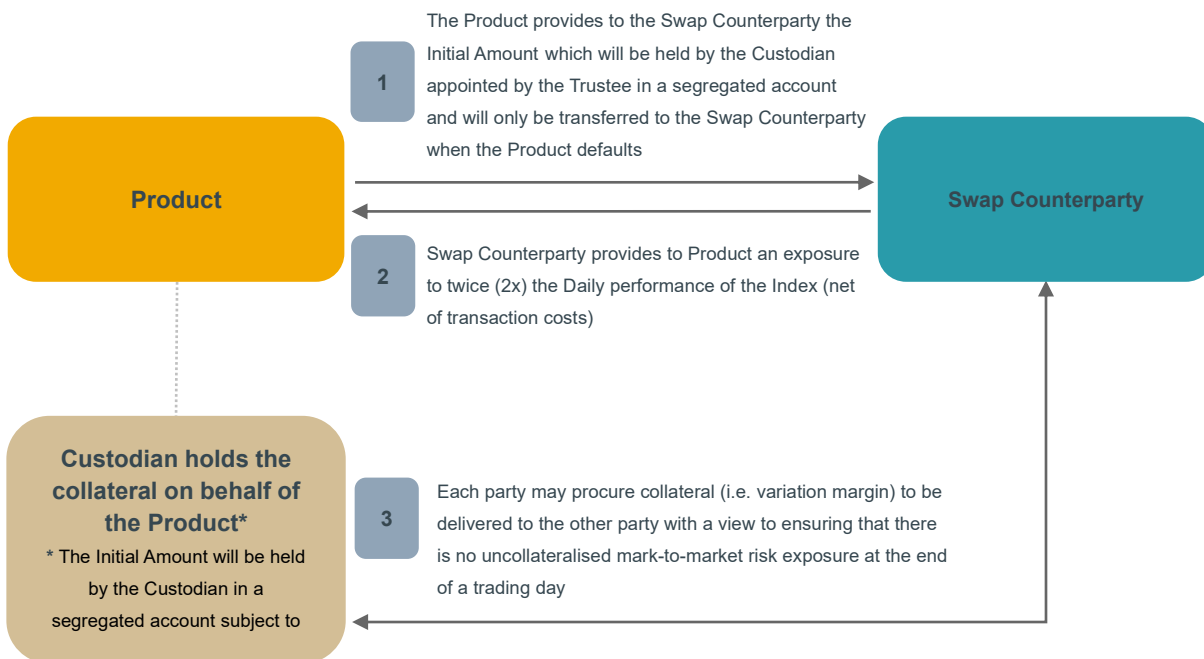 The Product provides to the Swap Counterparty the
Initial Amount which will be held by the Custodian
1
appointed by the Trustee in a segregated account
and will only be transferred to the Swap Counterparty
when the Product defaults
Product
Swap Counterparty
2
Swap Counterparty provides to Product an exposure
to twice (2x) the Daily performance of the Index (net
of transaction costs)
Custodian holds the
collateral on behalf of
the Product*
* The Initial Amount will be held
by the Custodian in a
segregated account subject to
3
Each party may procure collateral (i.e. variation margin) to be
delivered to the other party with a view to ensuring that there
is no uncollateralised mark-to-market risk exposure at the end
of a trading day